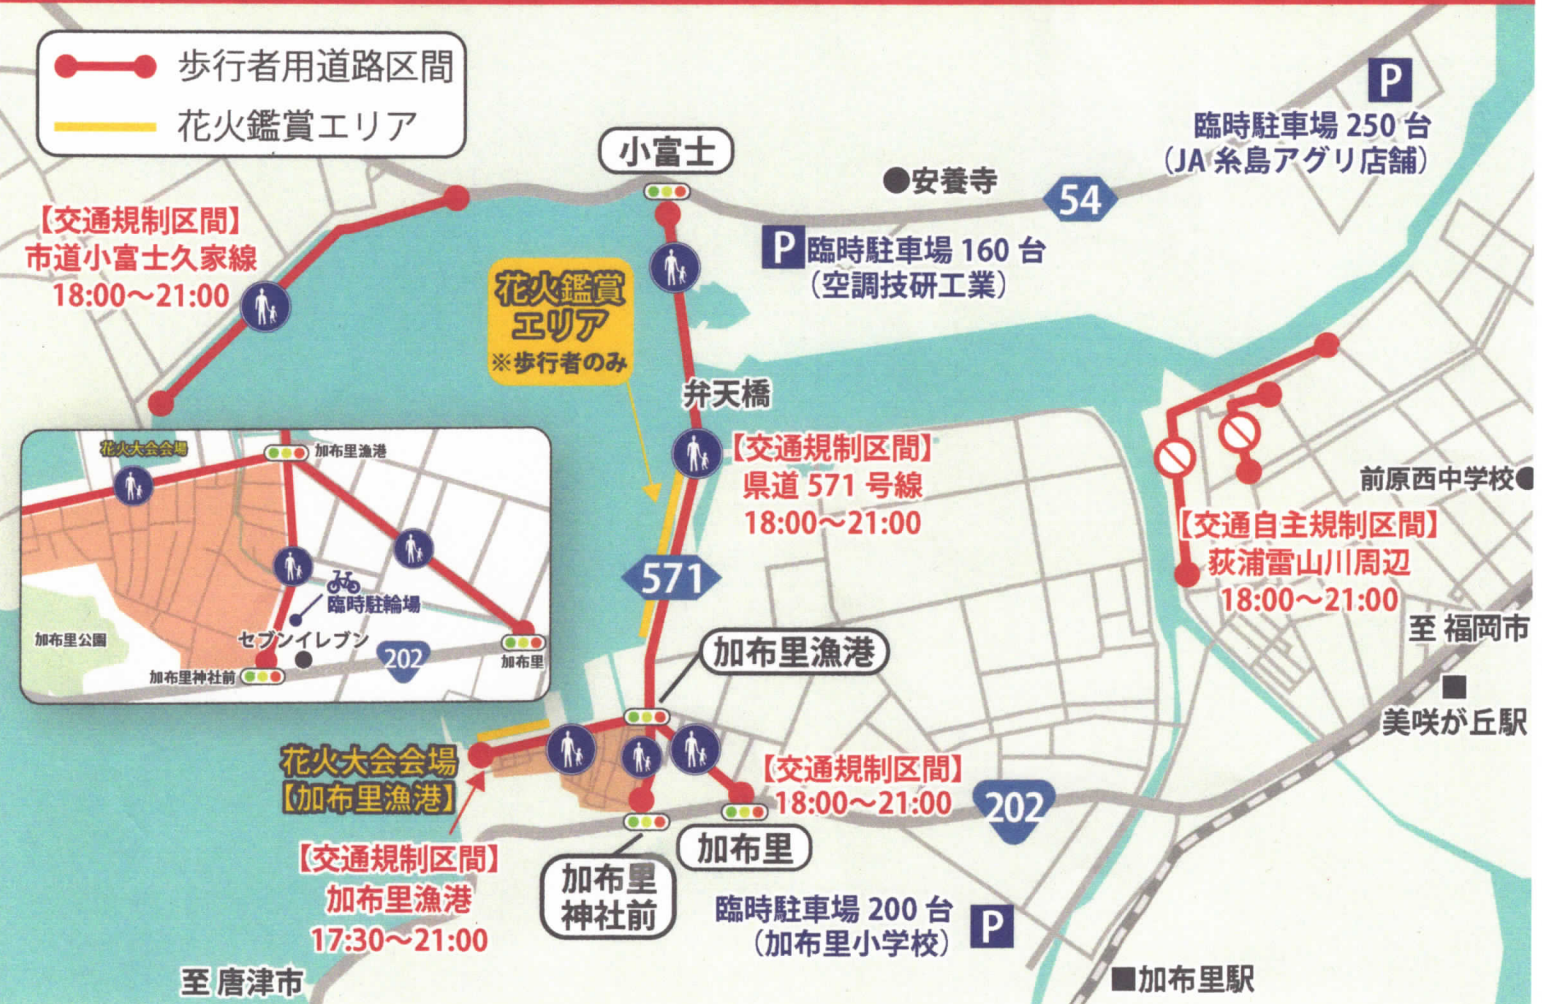 歩行者用道路区間
花火鑑賞エリア
小富士
安養寺
54
P
臨時駐車場 250 台
(JA 糸島アグリ店舗)
【交通規制区間】
市道小富士久家線
18:00～21:00
P
臨時駐車場 160 台
(空調技研工業)
花火鑑賞
エリア
※歩行者のみ
弁天橋
【交通規制区間】
県道 571 号線
18:00～21:00
571
前原西中学校
【交通自主規制区間】
荻浦雷山川周辺
18:00～21:00
至 福岡市
美咲が丘駅
花火大会会場
加布里漁港
臨時駐輪場
セブンイレブン
加布里公園
加布里神社前
202
加布里
加布里漁港
花火大会会場
【加布里漁港】
【交通規制区間】
18:00～21:00
202
【交通規制区間】
加布里漁港
17:30～21:00
加布里
加布里
神社前
臨時駐車場 200 台
(加布里小学校)
P
至 唐津市
加布里駅